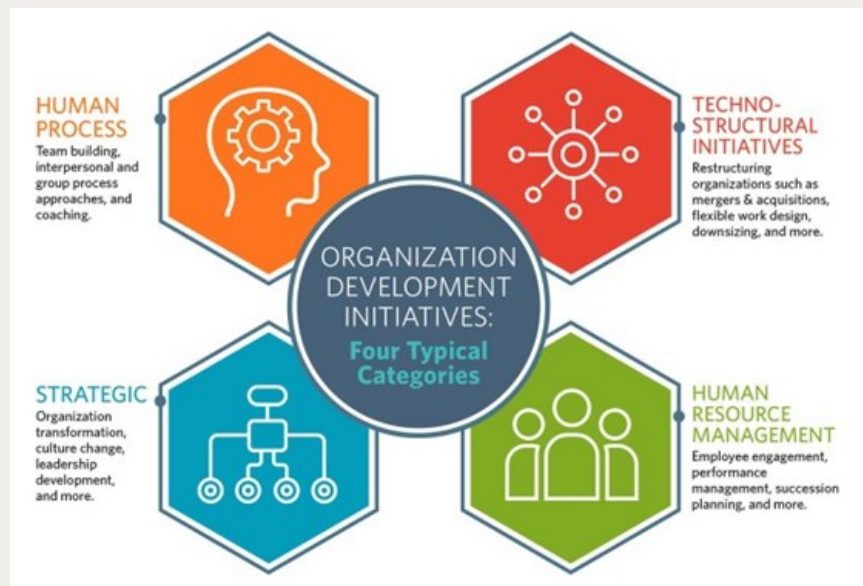 HUMAN
PROCESS
Team building,
interpersonal and
group process
approaches, and
coaching.
TECHNO-
STRUCTURAL
INITIATIVES
Restructuring
organizations such as
mergers & acquisitions,
flexible work design,
downsizing, and more.
ORGANIZATION
DEVELOPMENT
INITIATIVES:
Four Typical
Categories
STRATEGIC
Organization
transformation,
culture change,
leadership
development,
and more.
HUMAN
RESOURCE
MANAGEMENT
Employee engagement,
performance
management, succession
planning, and more.